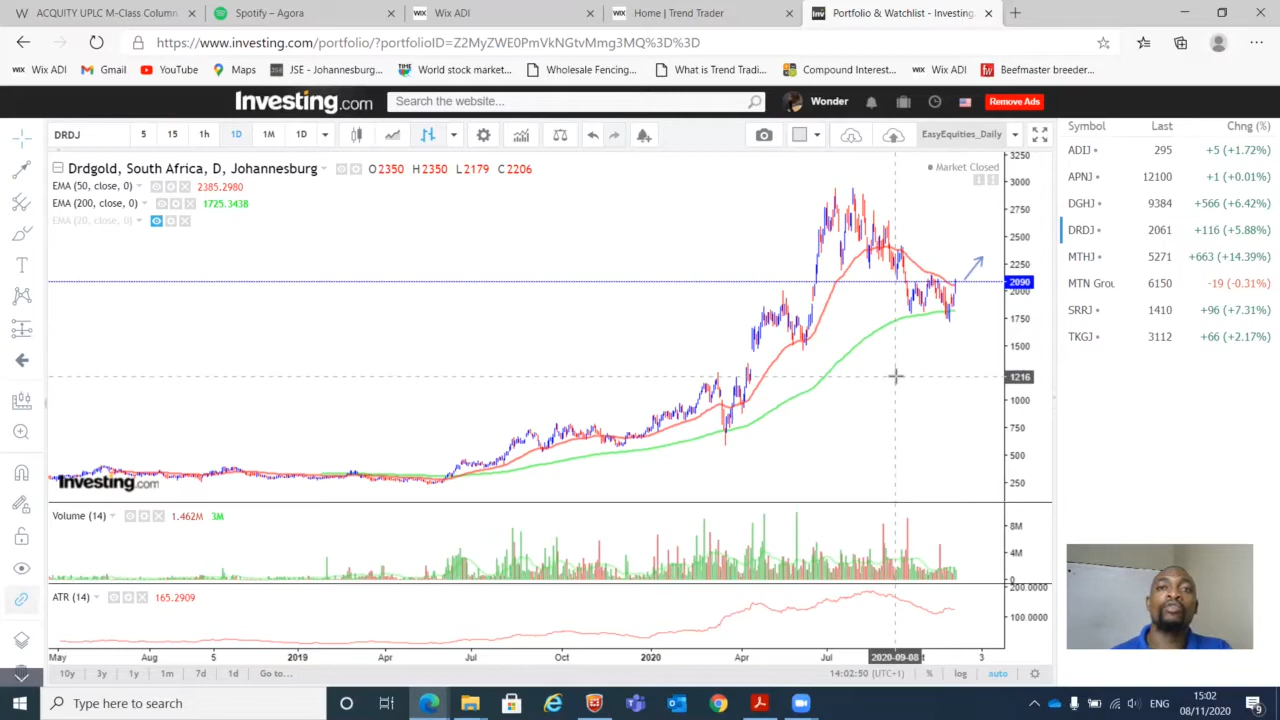 ACQUITY UPLC M-Class Column
Spotify – Agora
Wix ADI
Home | Trend Trader
Portfolio & Watchlist - Investing.
https://www.investing.com/portfolio/?portfolioID=Z2MyZWE0PmVkNGtvMmg3MQ%3D%3D
Wix ADI
Gmail
YouTube
Maps
JSE - Johannesburg...
World stock market...
Wholesale Fencing...
What is Trend Tradi...
Compound Interest...
Wix ADI
Beefmaster breeder...
Investing.com
Search the website...
Wonder
Remove Ads
DRDJ
5
15
1h
1D
1M
1D
EasyEquities_Daily
Symbol
Last
Chng (%)
Drdgold, South Africa, D, Johannesburg
O 2350 H 2350 L 2179 C 2206
Market Closed
EMA (50, close, 0)
2385.2980
EMA (200, close, 0)
1725.3438
EMA (20, close, 0)
ADIJ 295 +5 (+1.72%)
APNJ 12100 +1 (+0.01%)
DGHJ 9384 +566 (+6.42%)
DRDJ 2061 +116 (+5.88%)
MTHJ 5271 +663 (+14.39%)
MTN Grou 6150 -19 (-0.31%)
SRRJ 1410 +96 (+7.31%)
TKGJ 3112 +66 (+2.17%)
3250
3000
2750
2500
2250
2090
2000
1750
1500
1216
1000
750
500
250
Investing.com
Volume (14)
1.462M
3M
8M
4M
0
ATR (14)
165.2909
200.0000
100.0000
May
Aug
5
2019
Apr
Jul
Oct
2020
Apr
Jul
2020-09-08
3
10y
3y
1y
1m
7d
1d
Go to...
14:02:50 (UTC+1)
%
log
auto
Type here to search
ENG
15:02
08/11/2020